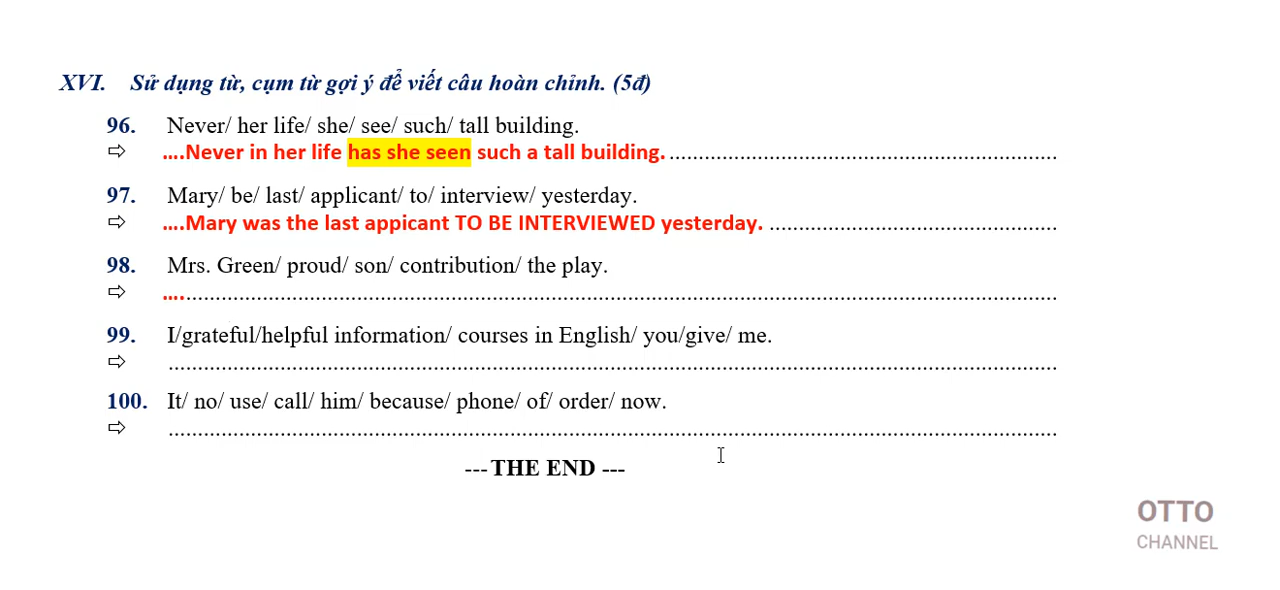 XVI. Sử dụng từ, cụm từ gợi ý để viết câu hoàn chỉnh. (5đ)
96. Never/ her life/ she/ see/ such/ tall building.
⇨ ....Never in her life has she seen such a tall building. ..................................................................
97. Mary/ be/ last/ applicant/ to/ interview/ yesterday.
⇨ ....Mary was the last appicant TO BE INTERVIEWED yesterday. .................................................
98. Mrs. Green/ proud/ son/ contribution/ the play.
⇨ .......................................................................................................................................................
99. I/grateful/helpful information/ courses in English/ you/give/ me.
⇨ .......................................................................................................................................................
100. It/ no/ use/ call/ him/ because/ phone/ of/ order/ now.
⇨ .......................................................................................................................................................
--- THE END ---
OTTO
CHANNEL